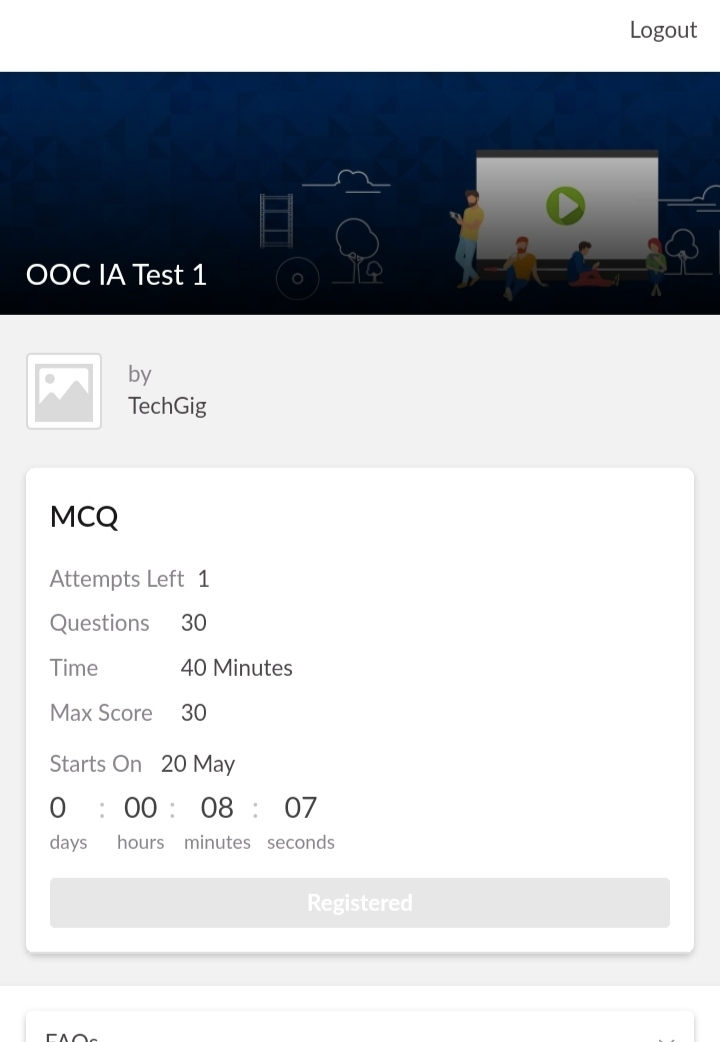 Logout
OOC IA Test 1
by
TechGig
MCQ
Attempts Left 1
Questions 30
Time 40 Minutes
Max Score 30
Starts On 20 May
0 : 00 : 08 : 07
days hours minutes seconds
Registered
FAQs